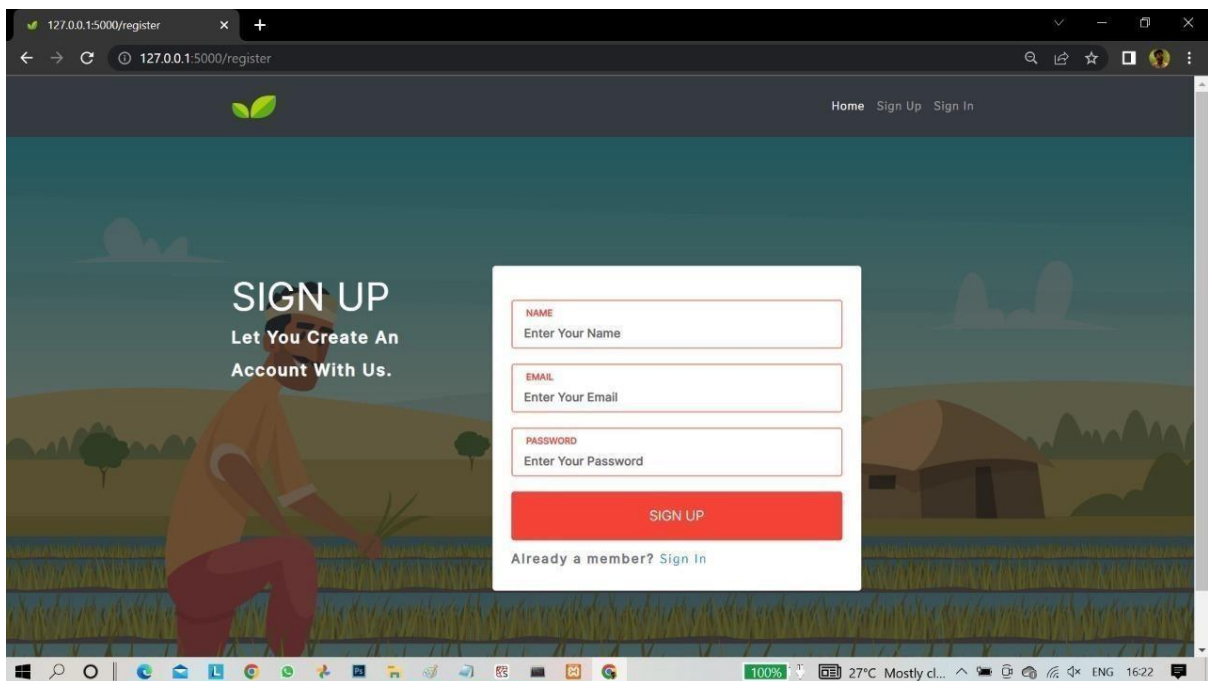 127.0.0.1:5000/register
127.0.0.1:5000/register
Home Sign Up Sign In
SIGN UP
Let You Create An
Account With Us.
NAME
Enter Your Name
EMAIL
Enter Your Email
PASSWORD
Enter Your Password
SIGN UP
Already a member? Sign In
100% 27°C Mostly cl... ENG 16:22